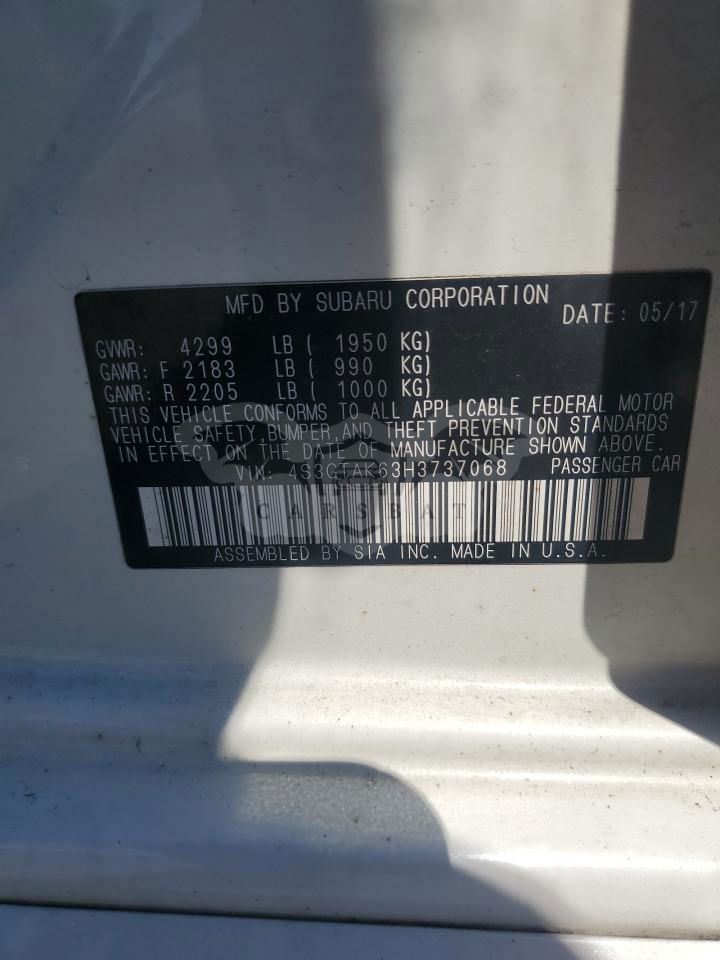 MFD BY SUBARU CORPORATION DATE: 05/17
GVWR: 4299 LB ( 1950 KG)
GAWR: F 2183 LB ( 990 KG)
GAWR: R 2205 LB ( 1000 KG)
THIS VEHICLE CONFORMS TO ALL APPLICABLE FEDERAL MOTOR
VEHICLE SAFETY, BUMPER, AND THEFT PREVENTION STANDARDS
IN EFFECT ON THE DATE OF MANUFACTURE SHOWN ABOVE.
VIN: 4S3GTAK63H3737068 PASSENGER CAR
CARSBAT
ASSEMBLED BY SIA INC. MADE IN U.S.A.